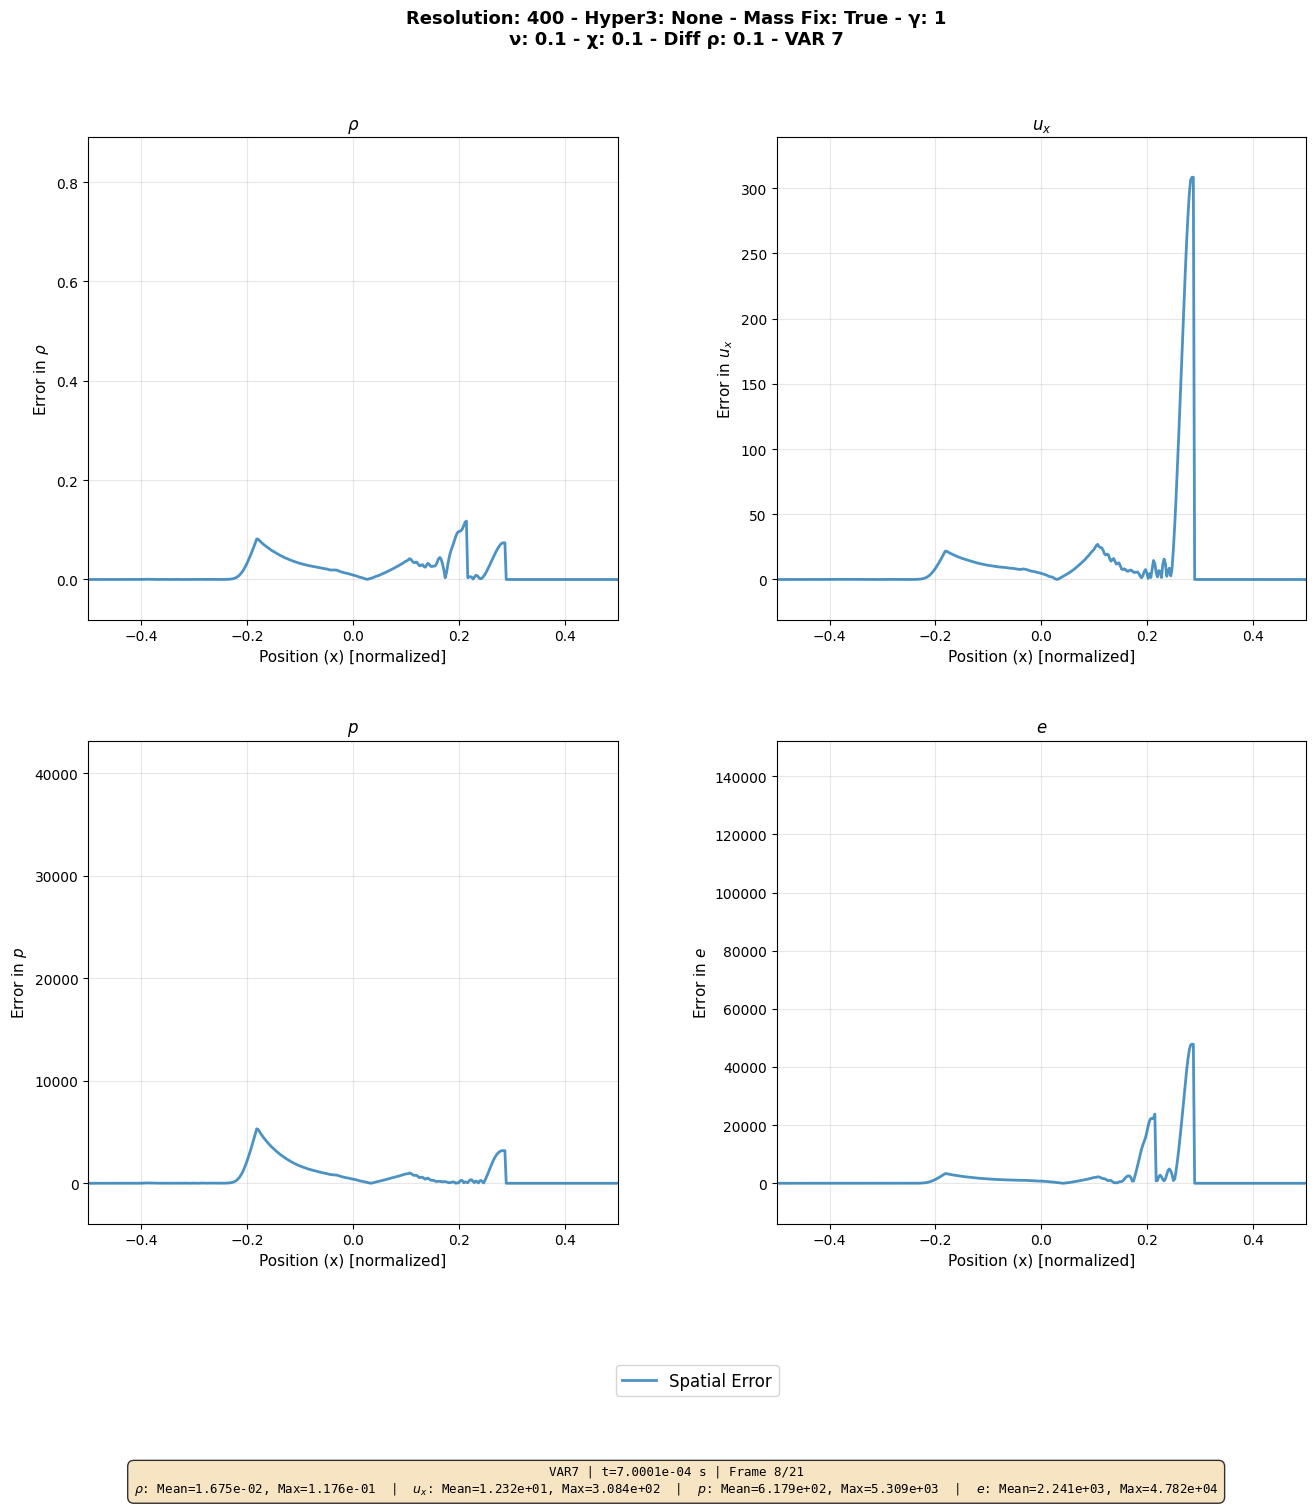 Resolution: 400 - Hyper3: None - Mass Fix: True - γ: 1
ν: 0.1 - χ: 0.1 - Diff ρ: 0.1 - VAR 7
ρ
Error in ρ
0.8
0.6
0.4
0.2
0.0
−0.4 −0.2 0.0 0.2 0.4
Position (x) [normalized]
uₓ
Error in uₓ
300
250
200
150
100
50
0
−0.4 −0.2 0.0 0.2 0.4
Position (x) [normalized]
p
Error in p
40000
30000
20000
10000
0
−0.4 −0.2 0.0 0.2 0.4
Position (x) [normalized]
e
Error in e
140000
120000
100000
80000
60000
40000
20000
0
−0.4 −0.2 0.0 0.2 0.4
Position (x) [normalized]
Spatial Error
VAR7 | t=7.0001e-04 s | Frame 8/21
ρ: Mean=1.675e-02, Max=1.176e-01 | uₓ: Mean=1.232e+01, Max=3.084e+02 | p: Mean=6.179e+02, Max=5.309e+03 | e: Mean=2.241e+03, Max=4.782e+04